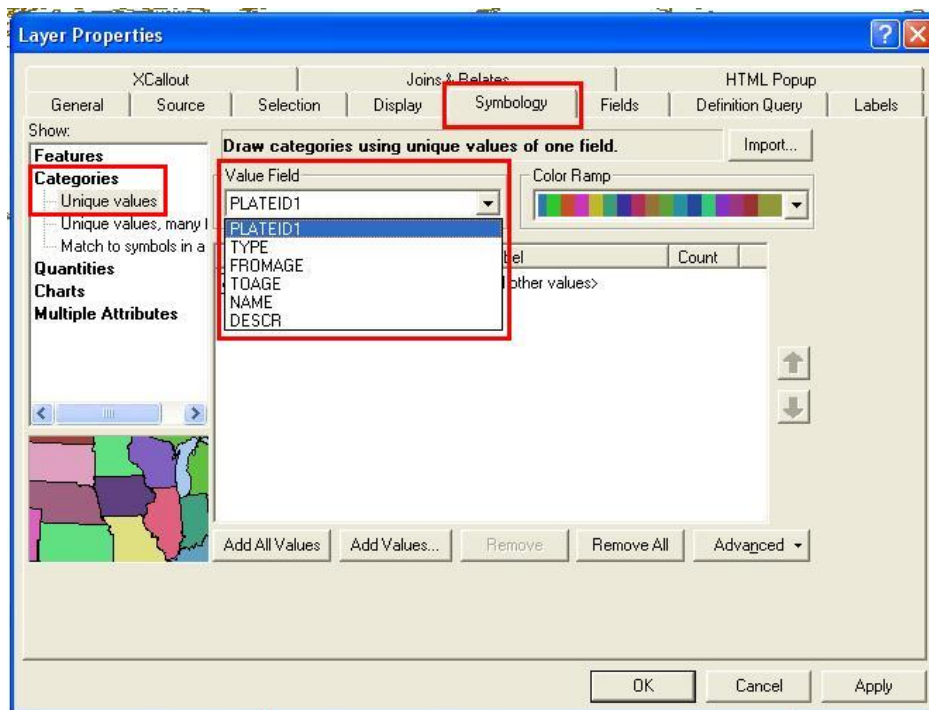 Layer Properties
XCallout Joins & Relates HTML Popup
General Source Selection Display Symbology Fields Definition Query Labels
Show:
Features
Categories
Unique values
Unique values, many
Match to symbols in a
Quantities
Charts
Multiple Attributes
Draw categories using unique values of one field.
Import...
Value Field
PLATEID1
PLATEID1
TYPE
FROMAGE
TOAGE
NAME
DESCR
Color Ramp
Count
other values>
Add All Values Add Values... Remove Remove All Advanced
OK Cancel Apply